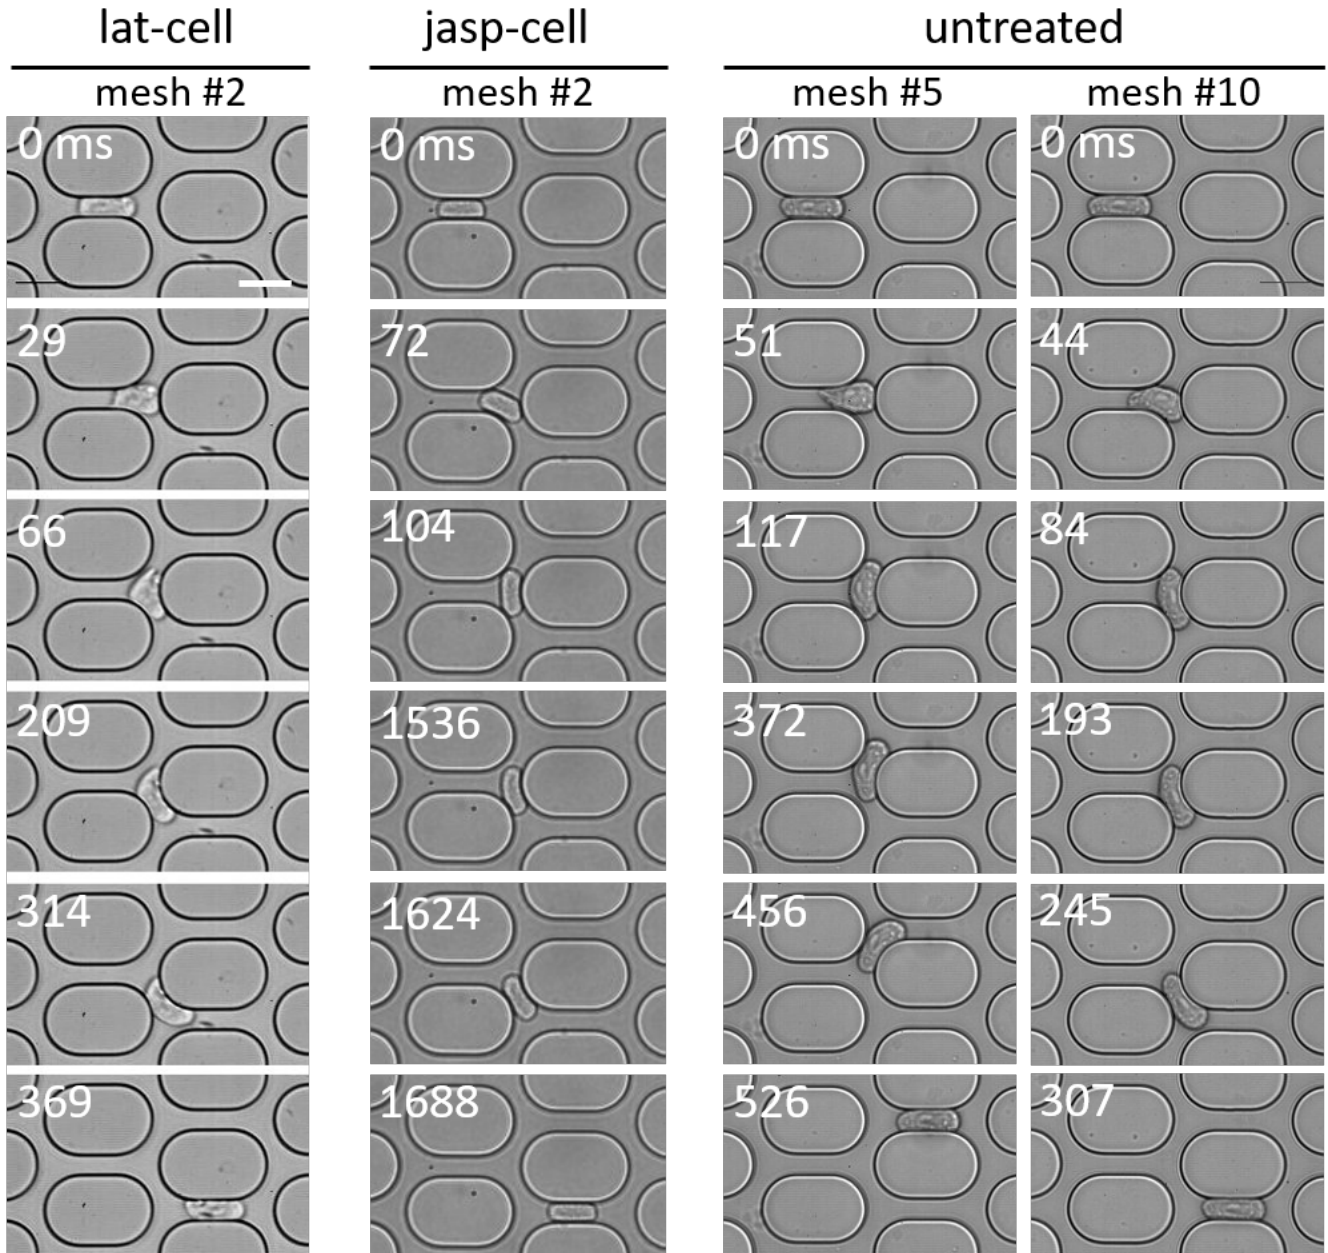 lat-cell jasp-cell untreated
mesh #2 mesh #2 mesh #5 mesh #10
0 ms 0 ms 0 ms 0 ms
29 72 51 44
66 104 117 84
209 1536 372 193
314 1624 456 245
369 1688 526 307